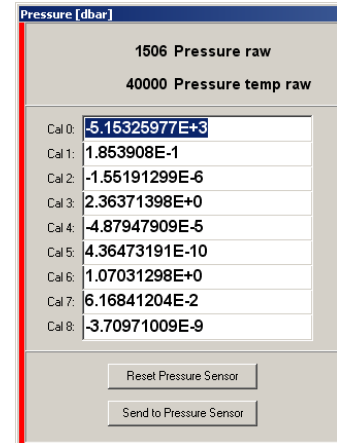 Pressure [dbar]
1506 Pressure raw
40000 Pressure temp raw
Cal 0: -5.15325977E+3
Cal 1: 1.853908E-1
Cal 2: -1.55191299E-6
Cal 3: 2.36371398E+0
Cal 4: -4.87947909E-5
Cal 5: 4.36473191E-10
Cal 6: 1.07031298E+0
Cal 7: 6.16841204E-2
Cal 8: -3.70971009E-9
Reset Pressure Sensor
Send to Pressure Sensor